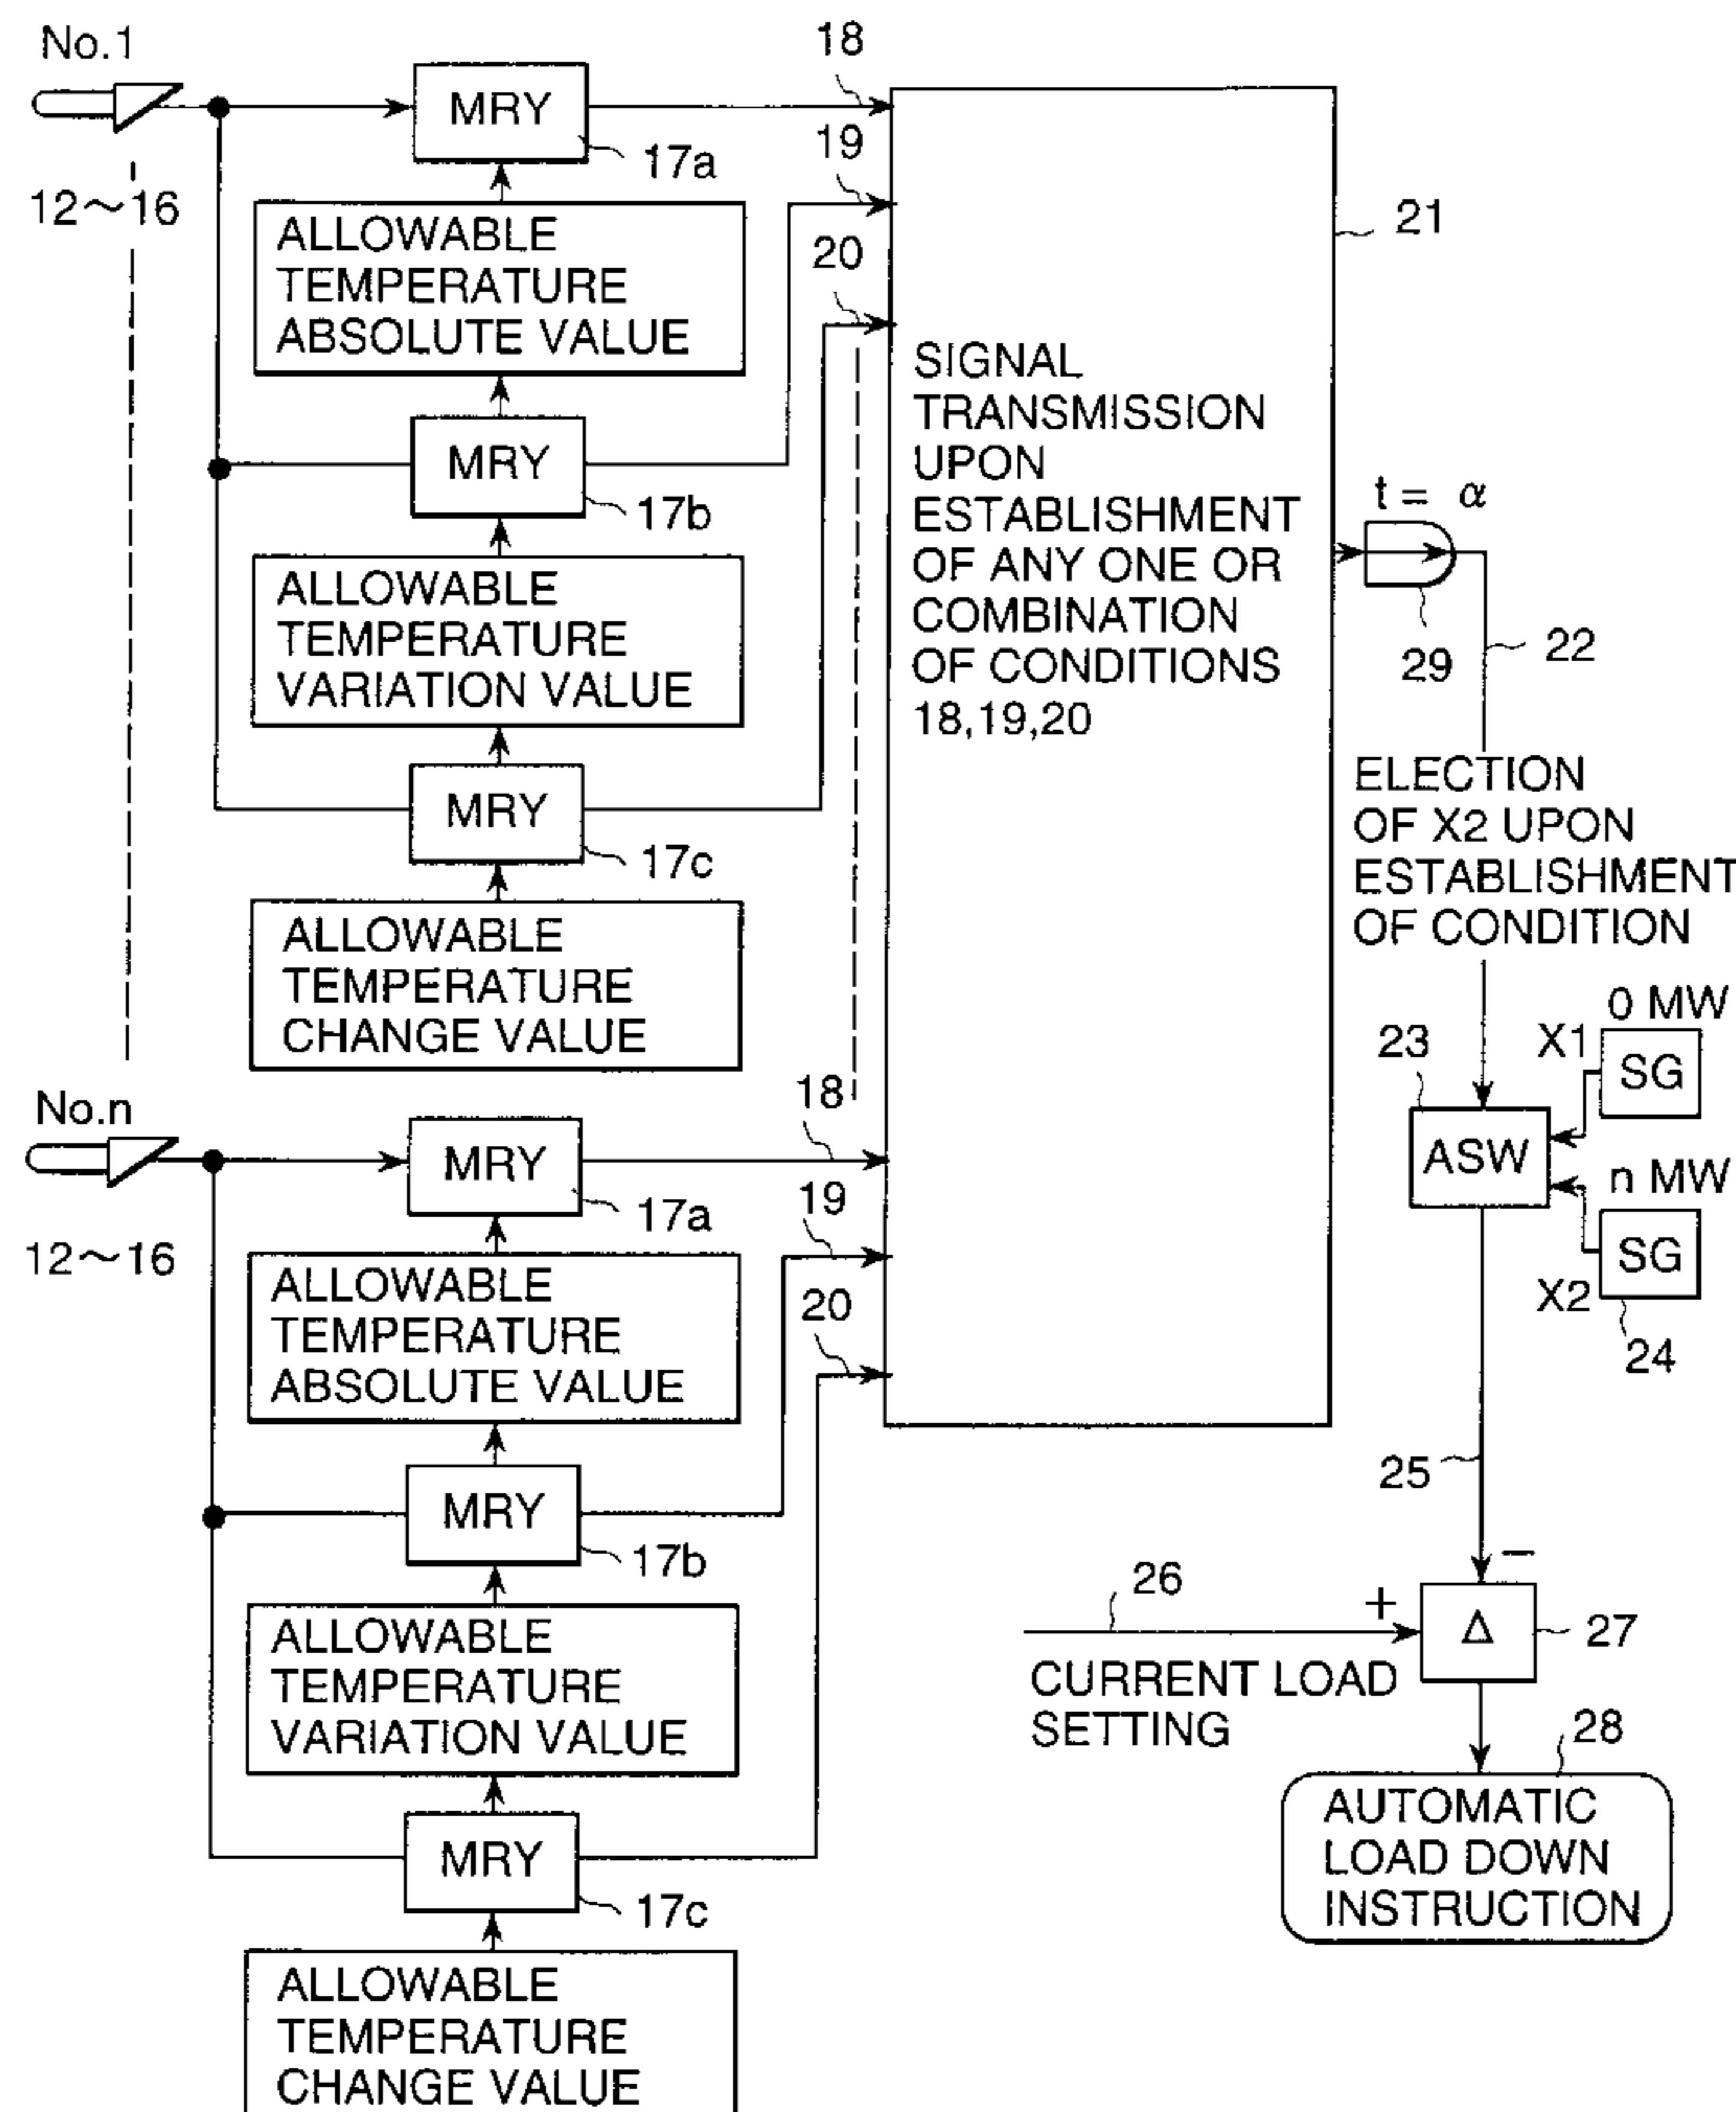 No.1
12~16
MRY
17a
ALLOWABLE
TEMPERATURE
ABSOLUTE VALUE
MRY
17b
ALLOWABLE
TEMPERATURE
VARIATION VALUE
MRY
17c
ALLOWABLE
TEMPERATURE
CHANGE VALUE
18
19
20
No.n
12~16
MRY
17a
ALLOWABLE
TEMPERATURE
ABSOLUTE VALUE
MRY
17b
ALLOWABLE
TEMPERATURE
VARIATION VALUE
MRY
17c
ALLOWABLE
TEMPERATURE
CHANGE VALUE
18
19
20
SIGNAL
TRANSMISSION
UPON
ESTABLISHMENT
OF ANY ONE OR
COMBINATION
OF CONDITIONS
18,19,20
21
t = α
29
22
ELECTION
OF X2 UPON
ESTABLISHMENT
OF CONDITION
23
ASW
X1
0 MW
SG
n MW
SG
X2
24
25
−
26
+
Δ
27
CURRENT LOAD
SETTING
28
AUTOMATIC
LOAD DOWN
INSTRUCTION